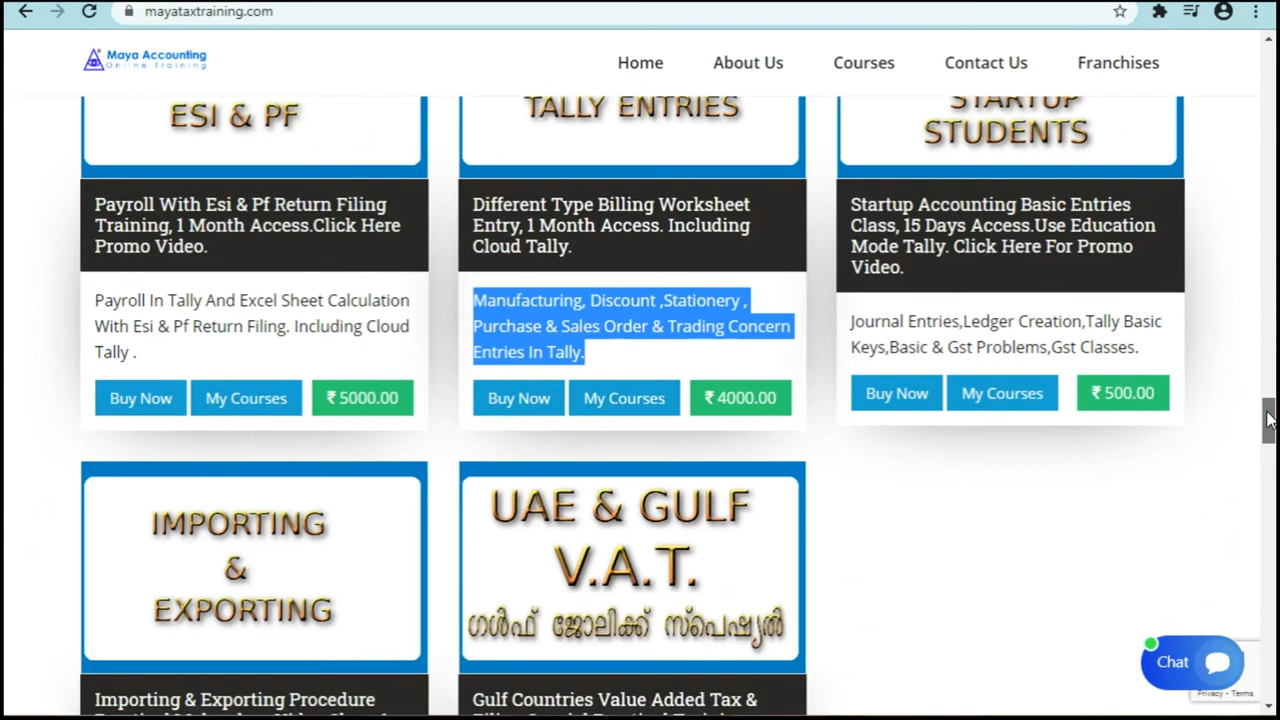 mayataxtraining.com
Maya Accounting
Online Training
Home
About Us
Courses
Contact Us
Franchises
ESI & PF
Payroll With Esi & Pf Return Filing
Training, 1 Month Access.Click Here
Promo Video.
Payroll In Tally And Excel Sheet Calculation
With Esi & Pf Return Filing. Including Cloud
Tally .
Buy Now
My Courses
₹ 5000.00
TALLY ENTRIES
Different Type Billing Worksheet
Entry, 1 Month Access. Including
Cloud Tally.
Manufacturing, Discount ,Stationery ,
Purchase & Sales Order & Trading Concern
Entries In Tally.
Buy Now
My Courses
₹ 4000.00
STARTUP
STUDENTS
Startup Accounting Basic Entries
Class, 15 Days Access.Use Education
Mode Tally. Click Here For Promo
Video.
Journal Entries,Ledger Creation,Tally Basic
Keys,Basic & Gst Problems,Gst Classes.
Buy Now
My Courses
₹ 500.00
IMPORTING
&
EXPORTING
Importing & Exporting Procedure
UAE & GULF
V.A.T.
ഗൾഫ് ജോലിക്ക് സ്പെഷ്യൽ
Gulf Countries Value Added Tax &
Chat
Privacy - Terms